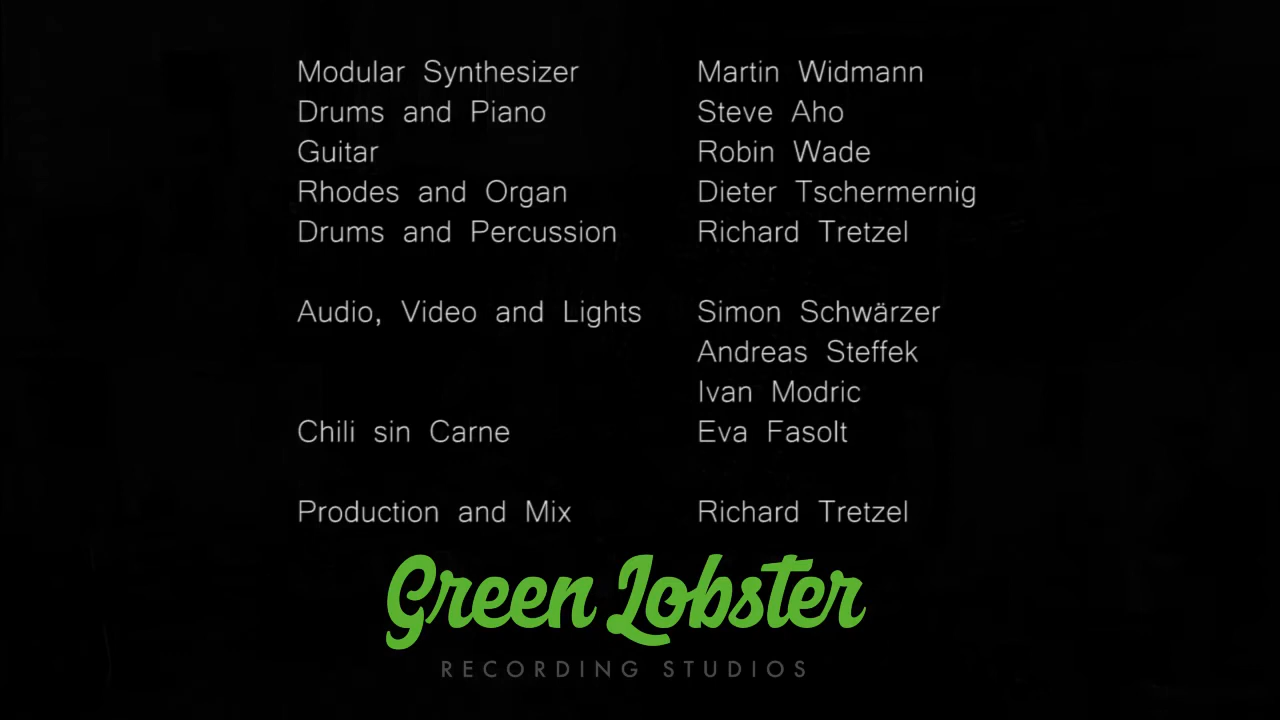 Modular Synthesizer Martin Widmann
Drums and Piano Steve Aho
Guitar Robin Wade
Rhodes and Organ Dieter Tschermernig
Drums and Percussion Richard Tretzel
Audio, Video and Lights Simon Schwärzer
Andreas Steffek
Ivan Modric
Chili sin Carne Eva Fasolt
Production and Mix Richard Tretzel
Green Lobster
RECORDING STUDIOS